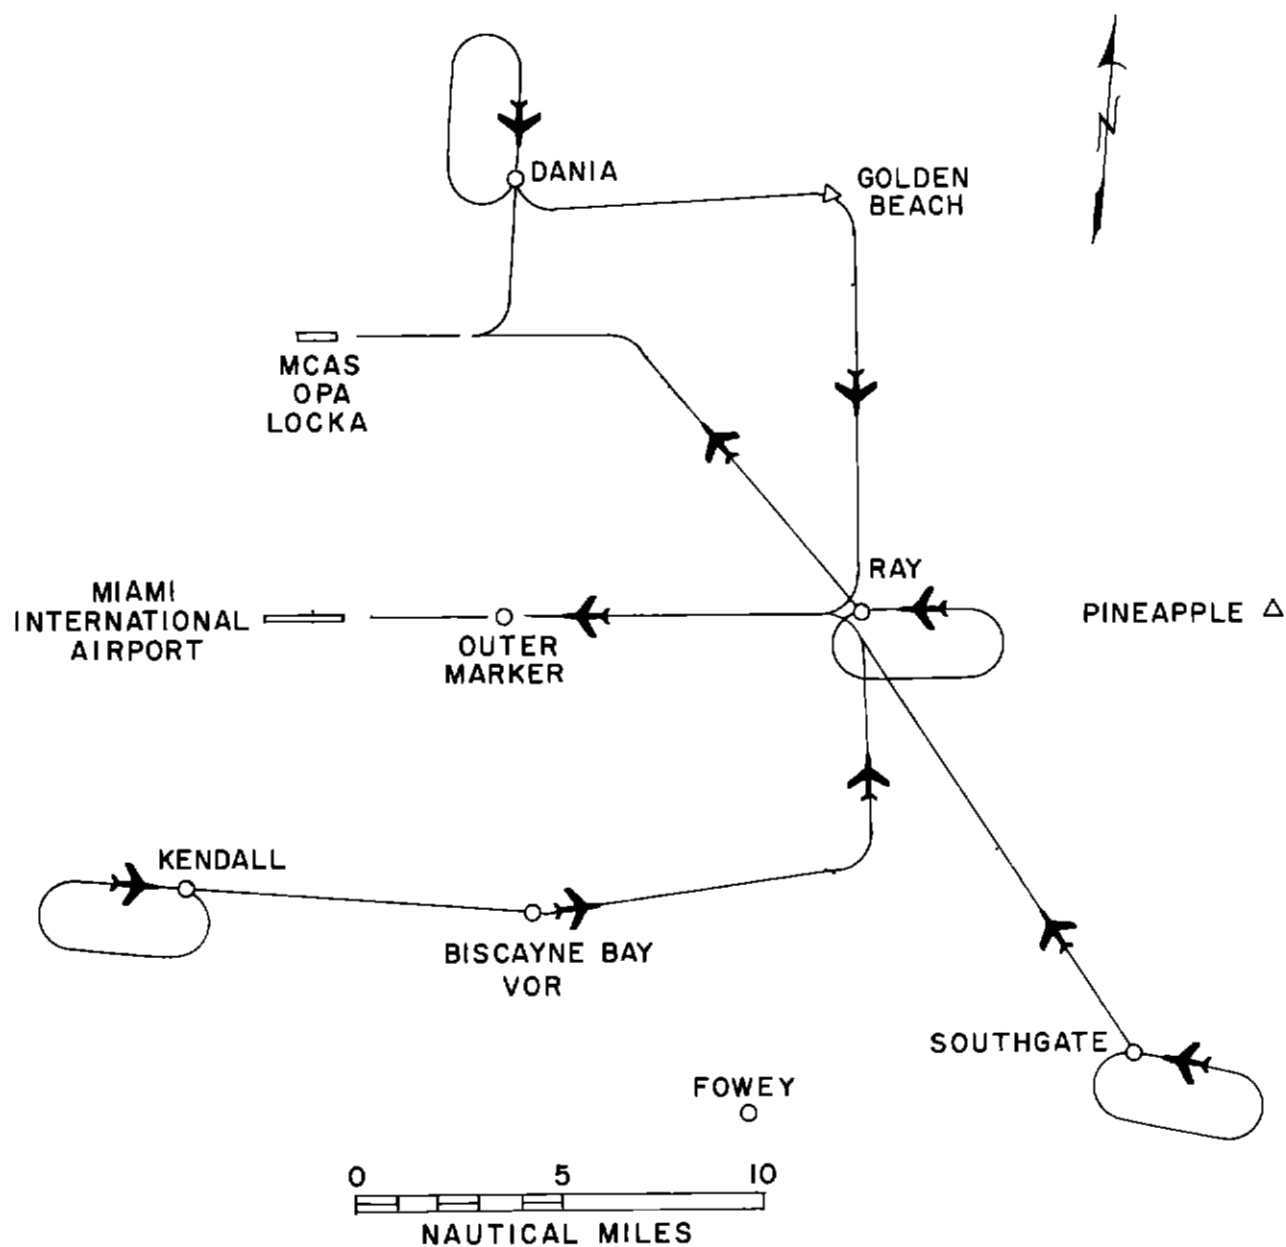 N
DANIA
GOLDEN
BEACH
MCAS
OPA
LOCKA
RAY
MIAMI
INTERNATIONAL
AIRPORT
OUTER
MARKER
PINEAPPLE
KENDALL
BISCAYNE BAY
VOR
SOUTHGATE
FOWEY
0 5 10
NAUTICAL MILES